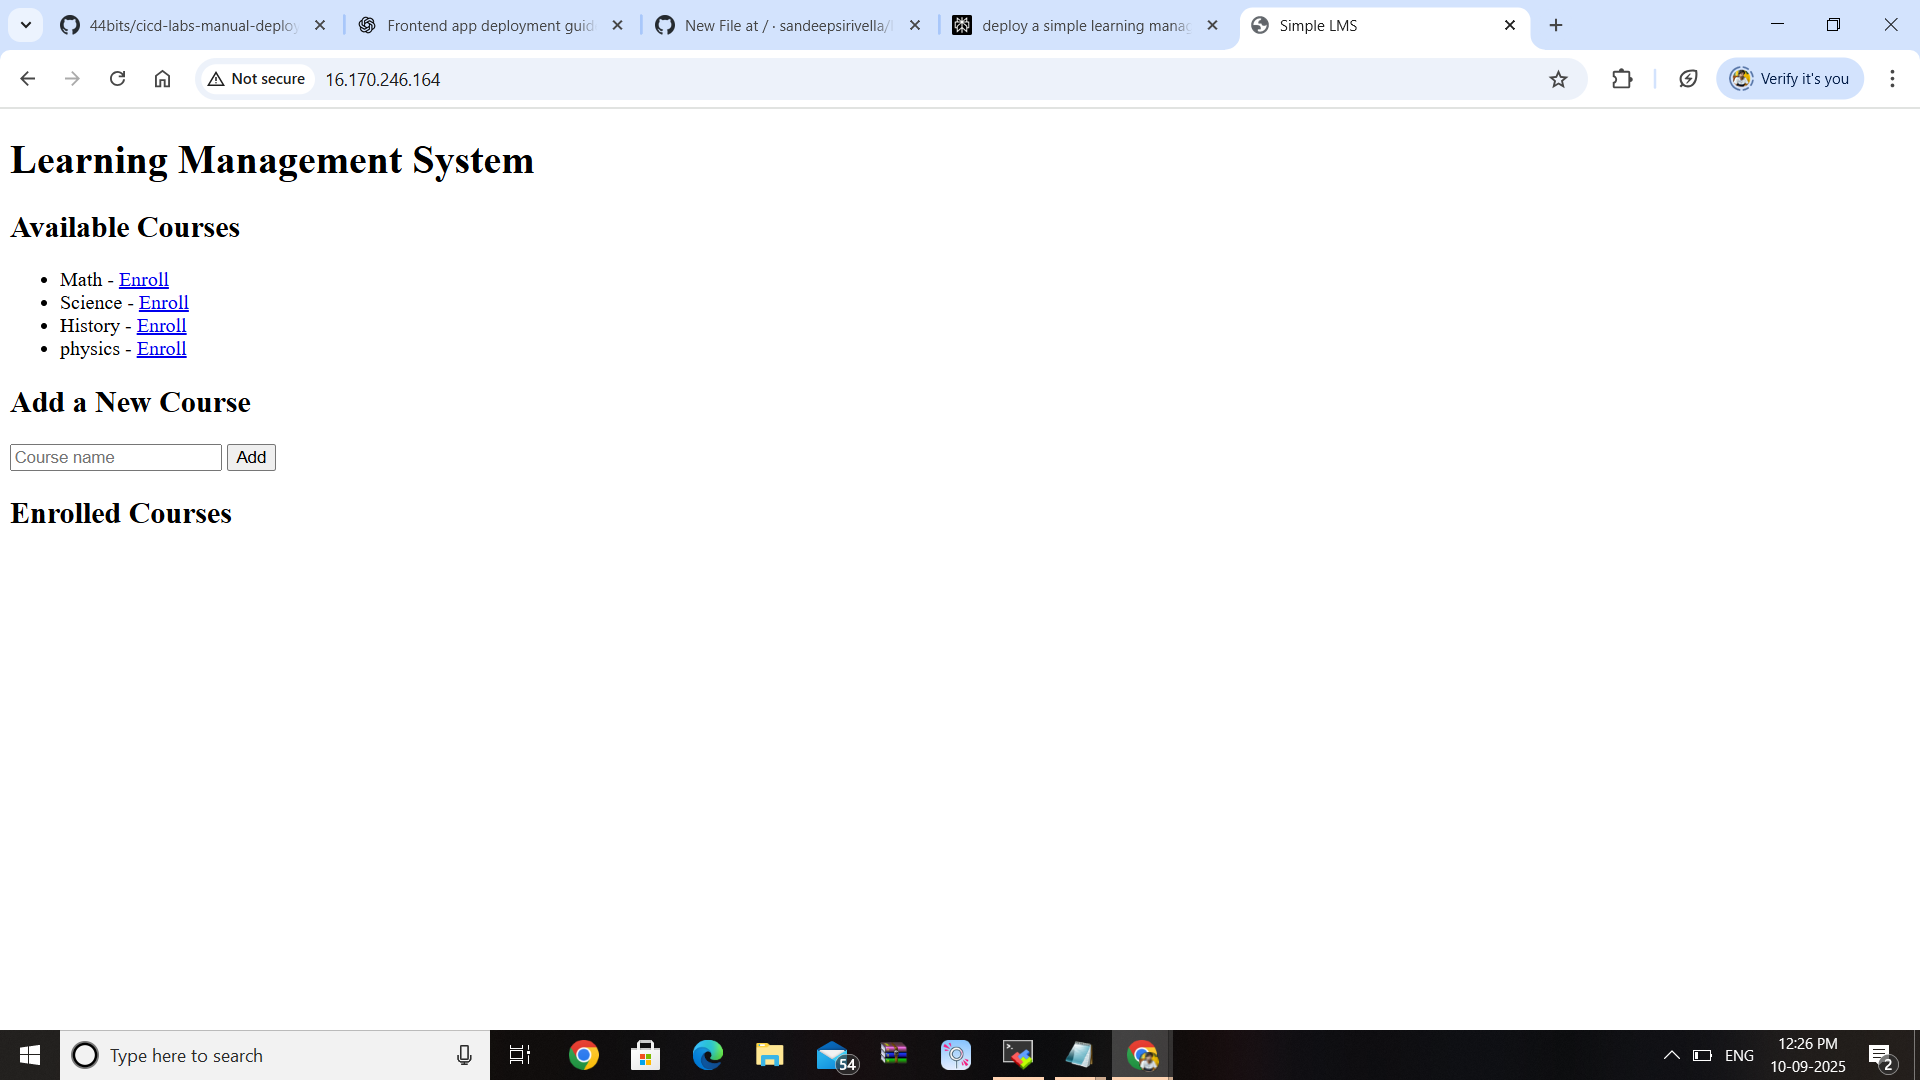 44bits/cicd-labs-manual-deploy
Frontend app deployment guid
New File at / · sandeepsirivella/
deploy a simple learning manag
Simple LMS
Not secure
16.170.246.164
Verify it's you
Learning Management System
Available Courses
• Math - Enroll
• Science - Enroll
• History - Enroll
• physics - Enroll
Add a New Course
Course name
Add
Enrolled Courses
Type here to search
54
ENG
12:26 PM
10-09-2025
2